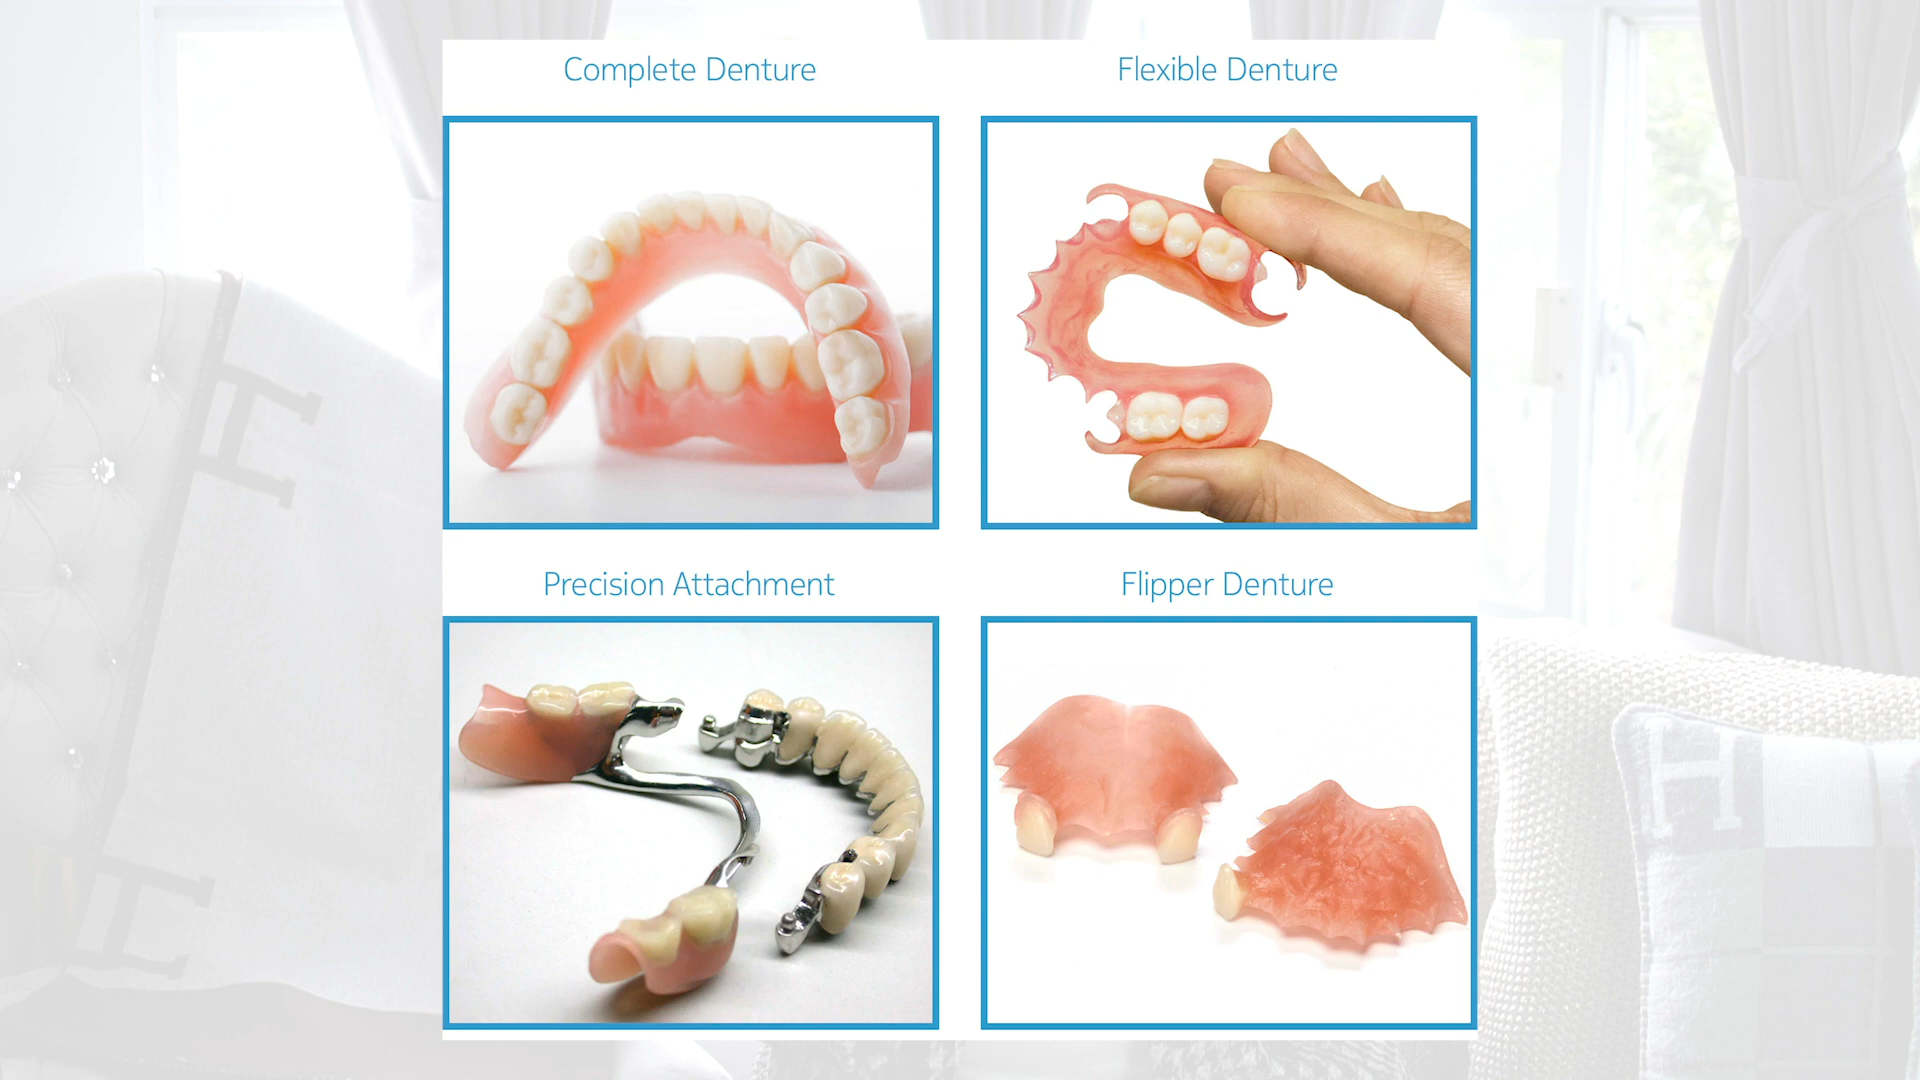 Complete Denture
Flexible Denture
Precision Attachment
Flipper Denture